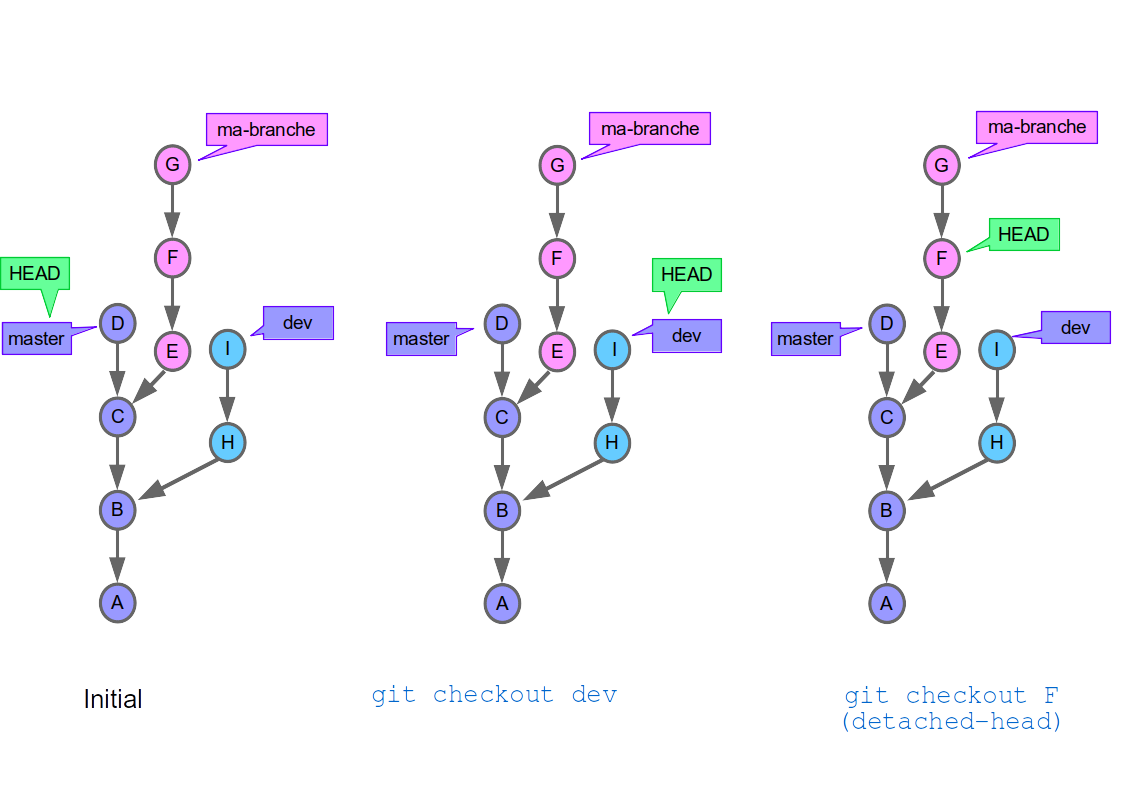 ma-branche
G
F
HEAD
master
D
E
I
dev
C
H
B
A
Initial
ma-branche
G
F
HEAD
master
D
E
I
dev
C
H
B
A
git checkout dev
ma-branche
G
F
HEAD
master
D
E
I
dev
C
H
B
A
git checkout F
(detached-head)